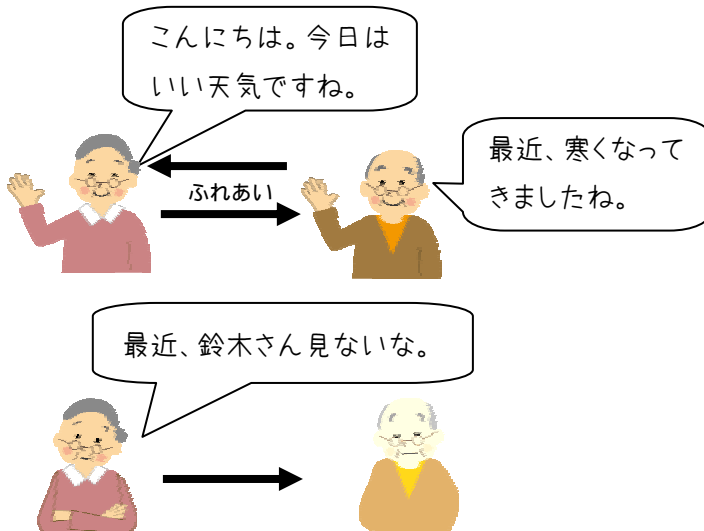 こんにちは。今日は
いい天気ですね。
最近、寒くなって
きましたね。
ふれあい
最近、鈴木さん見ないな。